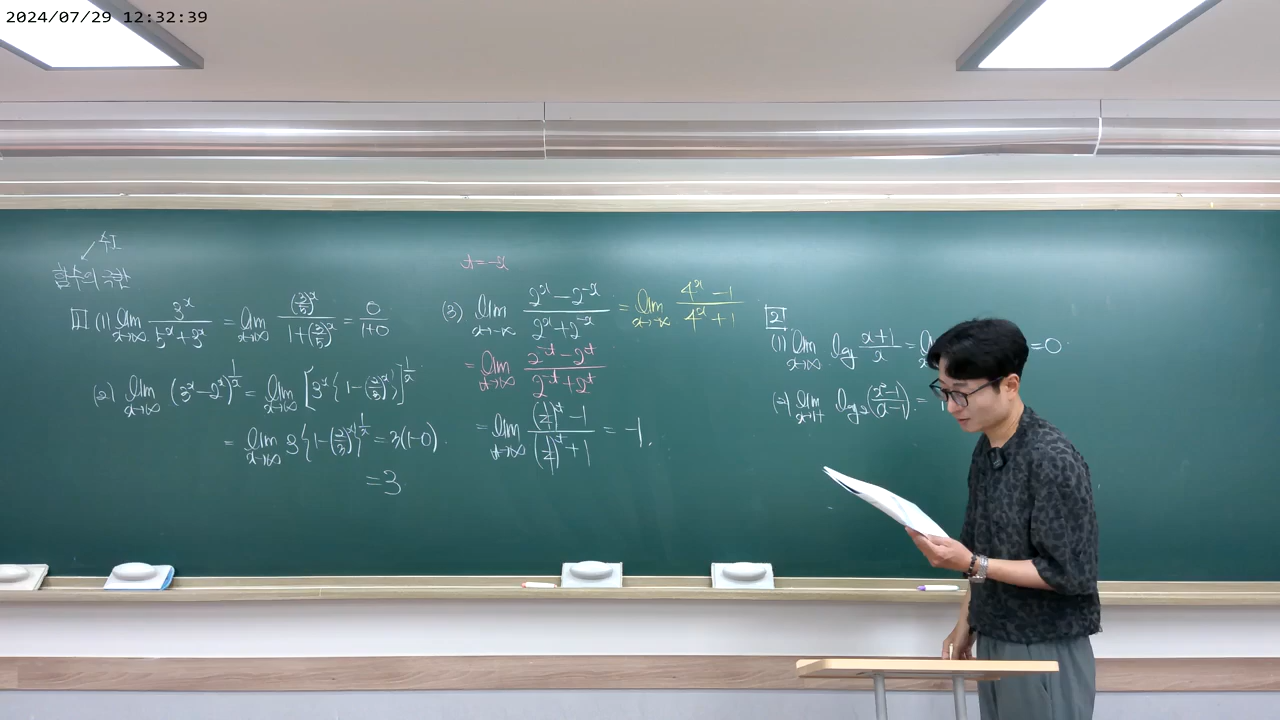 2024/07/29 12:32:39
수I
함수의 극한
1 (1) lim x→∞ 3^x / (5^x + 3^x) = lim x→∞ (3/5)^x / (1 + (3/5)^x) = 0 / (1+0)
(2) lim x→∞ (3^x − 2^x)^(1/x) = lim x→∞ [3^x {1 − (2/3)^x}]^(1/x)
= lim x→∞ 3 {1 − (2/3)^x}^(1/x) = 3(1−0)
= 3
t = −x
(3) lim x→−∞ (2^x − 2^−x) / (2^x + 2^−x) = lim x→−∞ (4^x − 1) / (4^x + 1)
= lim t→∞ (2^−t − 2^t) / (2^−t + 2^t)
= lim t→∞ ((1/4)^t − 1) / ((1/4)^t + 1) = −1.
2
(1) lim x→∞ log (x+1)/x = = 0
(2) lim x→1+ log₂ ((x²−1)/(x−1)) =